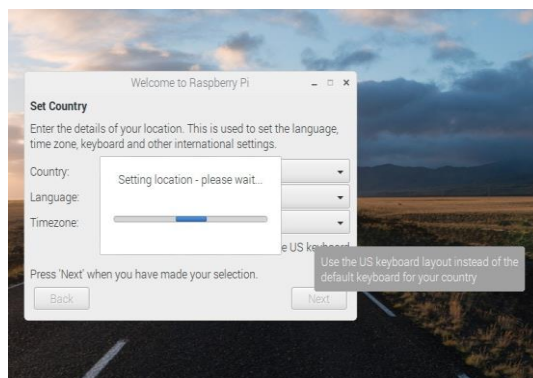 Welcome to Raspberry Pi
Set Country
Enter the details of your location. This is used to set the language,
time zone, keyboard and other international settings.
Country:
Setting location - please wait...
Language:
Timezone:
e US keyboard
Use the US keyboard layout instead of the
default keyboard for your country
Press 'Next' when you have made your selection.
Back
Next